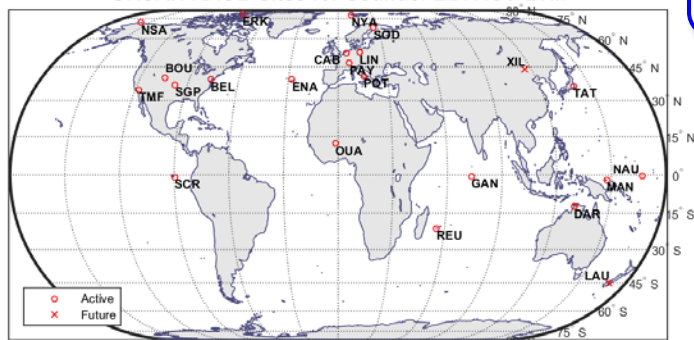 75° N
NSA
ERK
NYA
SOD
60° N
CAB
LIN
45° N
XIL
BOU
PAY
POT
TMF
SGP
BEL
ENA
TAT
30° N
15° N
OUA
NAU
SCR
GAN
MAN
0°
DAR
15° S
REU
30° S
LAU
45° S
Active
Future
60° S
75° S